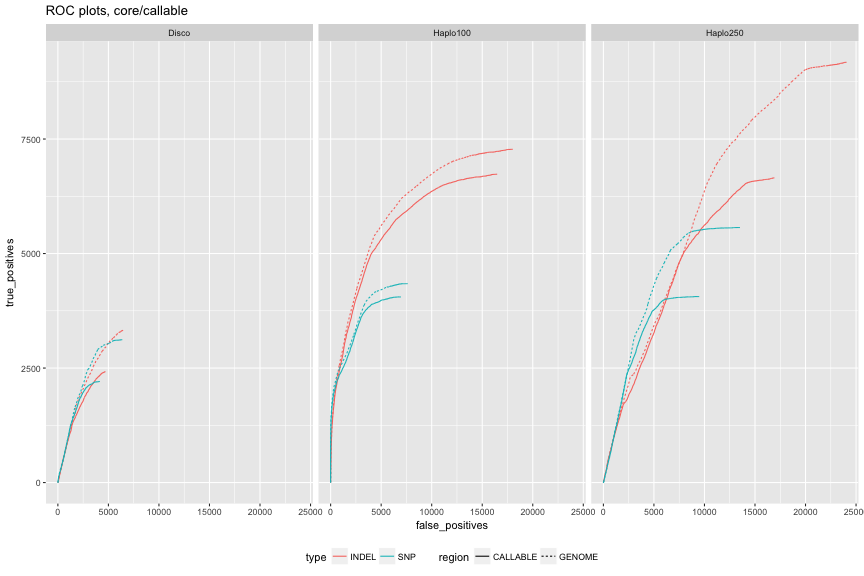 ROC plots, core/callable
Disco Haplo100 Haplo250
7500
5000
2500
0
true_positives
0 5000 10000 15000 20000 25000 0 5000 10000 15000 20000 25000 0 5000 10000 15000 20000 25000
false_positives
type INDEL SNP region CALLABLE GENOME